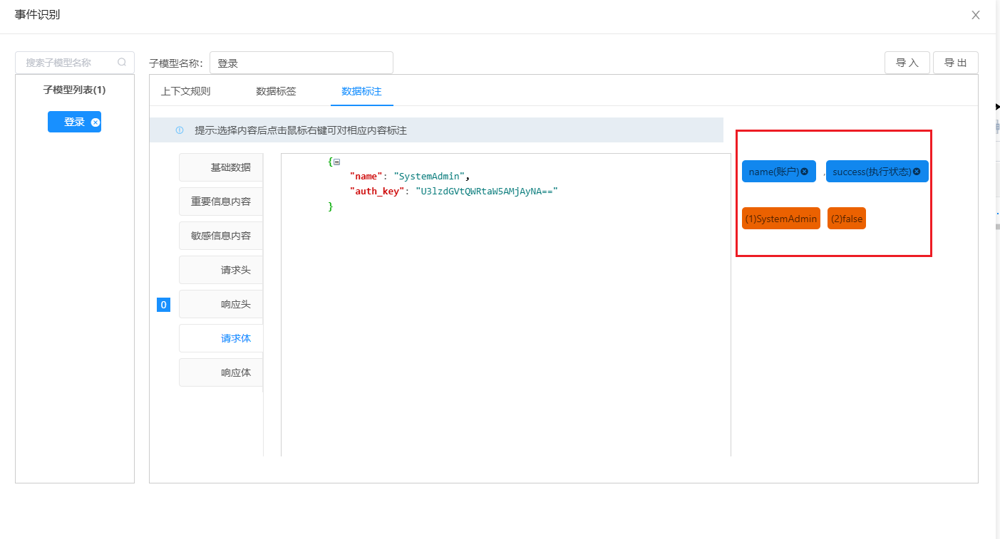 事件识别
搜素子模型名称
子模型名称:
登录
导 入
导 出
子模型列表(1)
登录
上下文规则
数据标签
数据标注
提示:选择内容后点击鼠标右键可对相应内容标注
基础数据
重要信息内容
敏感信息内容
请求头
0
响应头
请求体
响应体
{
"name": "SystemAdmin",
"auth_key": "U3lzdGVtQWRtaW5AMjAyNA=="
}
name(账户)
,
success(执行状态)
(1)SystemAdmin
(2)false